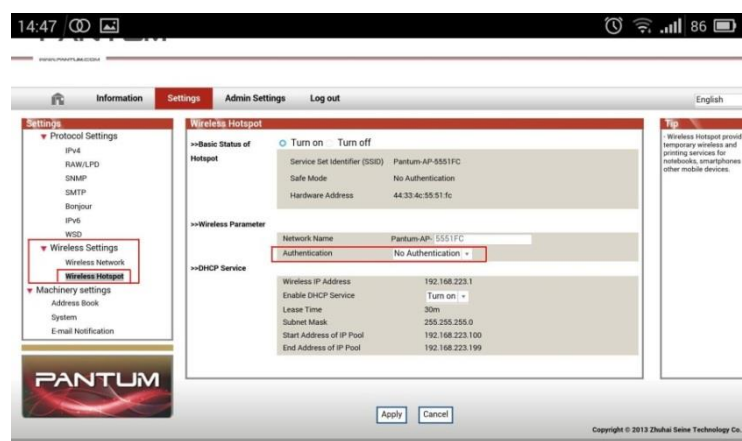 14:47 86
PANTUM
WWW.PANTUM.COM
Information Settings Admin Settings Log out English
Settings
Protocol Settings
IPv4
RAW/LPD
SNMP
SMTP
Bonjour
IPv6
WSD
Wireless Settings
Wireless Network
Wireless Hotspot
Machinery settings
Address Book
System
E-mail Notification
PANTUM
Wireless Hotspot
>>Basic Status of Hotspot
Turn on Turn off
Service Set Identifier (SSID) Pantum-AP-5551FC
Safe Mode No Authentication
Hardware Address 44:33:4c:55:51:fc
>>Wireless Parameter
Network Name Pantum-AP- 5551FC
Authentication No Authentication
>>DHCP Service
Wireless IP Address 192.168.223.1
Enable DHCP Service Turn on
Lease Time 30m
Subnet Mask 255.255.255.0
Start Address of IP Pool 192.168.223.100
End Address of IP Pool 192.168.223.199
Apply Cancel
Tip
- Wireless Hotspot provid
temporary wireless and
printing services for
notebooks, smartphones
other mobile devices.
Copyright © 2013 Zhuhai Seine Technology Co.